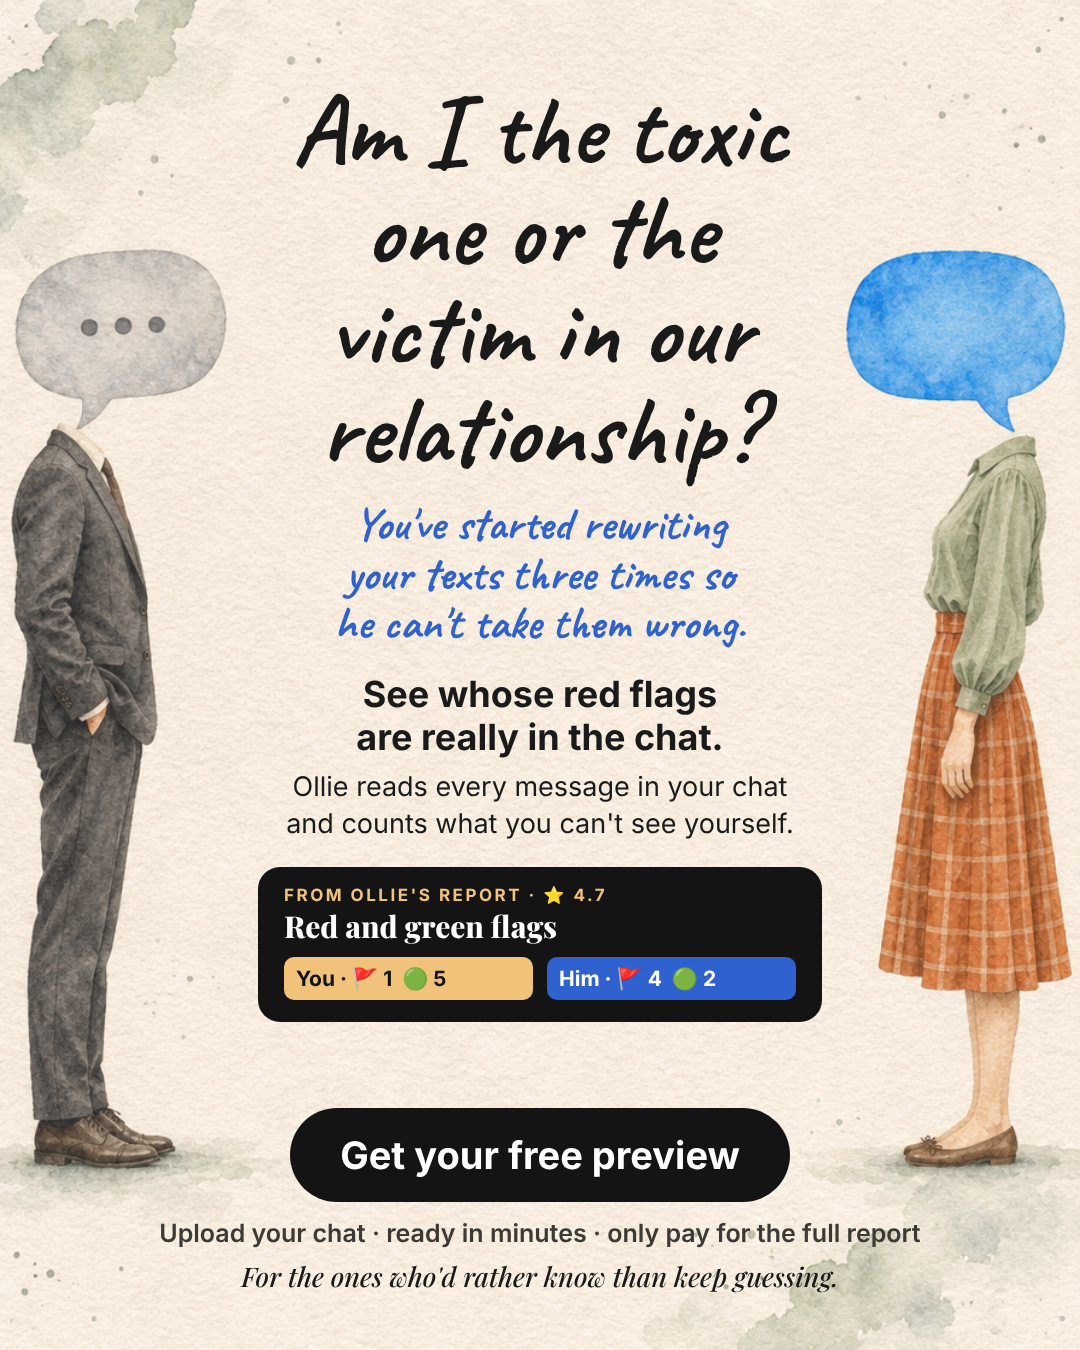 Am I the toxic
one or the
victim in our
relationship?
You've started rewriting
your texts three times so
he can't take them wrong.
See whose red flags
are really in the chat.
Ollie reads every message in your chat
and counts what you can't see yourself.
FROM OLLIE'S REPORT · ⭐ 4.7
Red and green flags
You · 🚩 1 🟢 5
Him · 🚩 4 🟢 2
Get your free preview
Upload your chat · ready in minutes · only pay for the full report
For the ones who'd rather know than keep guessing.